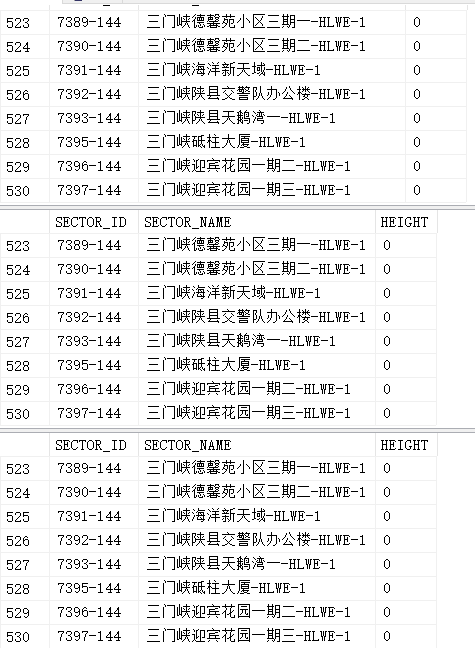 523 7389-144 三门峡德馨苑小区三期一-HLWE-1 0
524 7390-144 三门峡德馨苑小区三期二-HLWE-1 0
525 7391-144 三门峡海洋新天域-HLWE-1 0
526 7392-144 三门峡陕县交警队办公楼-HLWE-1 0
527 7393-144 三门峡陕县天鹅湾一-HLWE-1 0
528 7395-144 三门峡砥柱大厦-HLWE-1 0
529 7396-144 三门峡迎宾花园一期二-HLWE-1 0
530 7397-144 三门峡迎宾花园一期三-HLWE-1 0
SECTOR_ID SECTOR_NAME HEIGHT
523 7389-144 三门峡德馨苑小区三期一-HLWE-1 0
524 7390-144 三门峡德馨苑小区三期二-HLWE-1 0
525 7391-144 三门峡海洋新天域-HLWE-1 0
526 7392-144 三门峡陕县交警队办公楼-HLWE-1 0
527 7393-144 三门峡陕县天鹅湾一-HLWE-1 0
528 7395-144 三门峡砥柱大厦-HLWE-1 0
529 7396-144 三门峡迎宾花园一期二-HLWE-1 0
530 7397-144 三门峡迎宾花园一期三-HLWE-1 0
SECTOR_ID SECTOR_NAME HEIGHT
523 7389-144 三门峡德馨苑小区三期一-HLWE-1 0
524 7390-144 三门峡德馨苑小区三期二-HLWE-1 0
525 7391-144 三门峡海洋新天域-HLWE-1 0
526 7392-144 三门峡陕县交警队办公楼-HLWE-1 0
527 7393-144 三门峡陕县天鹅湾一-HLWE-1 0
528 7395-144 三门峡砥柱大厦-HLWE-1 0
529 7396-144 三门峡迎宾花园一期二-HLWE-1 0
530 7397-144 三门峡迎宾花园一期三-HLWE-1 0